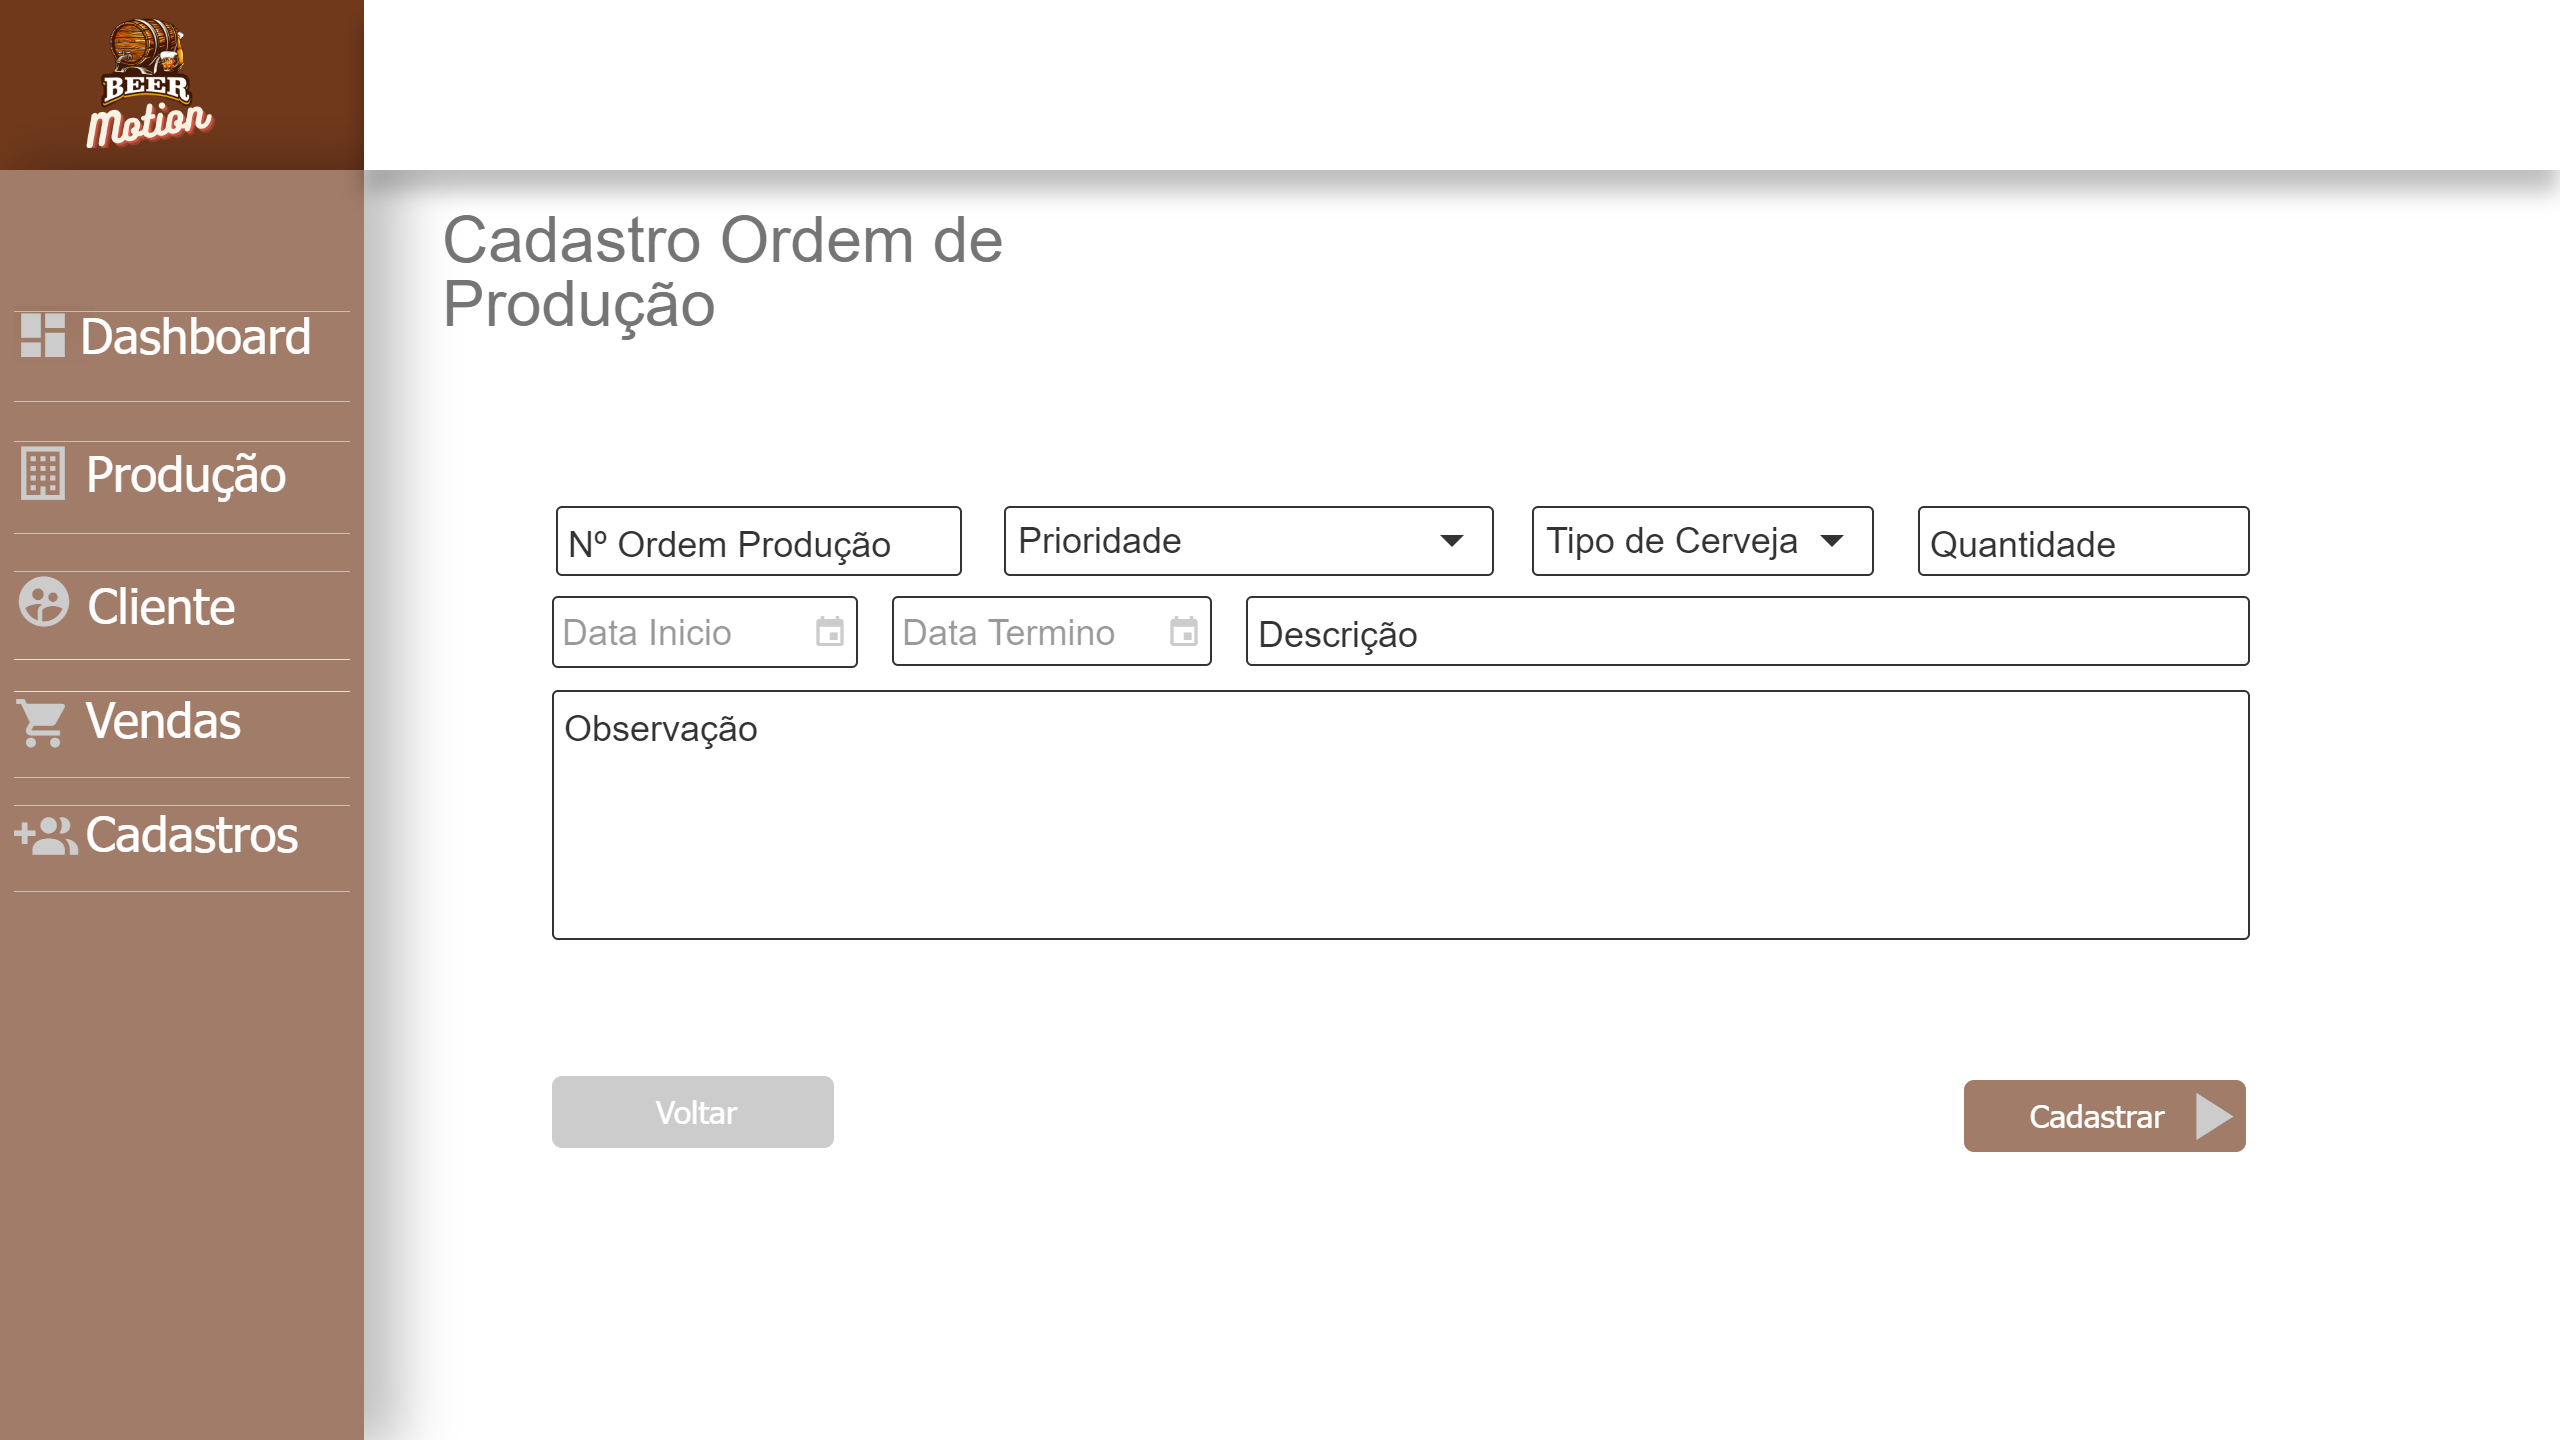 BEER
Motion
Dashboard
Produção
Cliente
Vendas
Cadastros
Cadastro Ordem de
Produção
Nº Ordem Produção
Prioridade
Tipo de Cerveja
Quantidade
Data Inicio
Data Termino
Descrição
Observação
Voltar
Cadastrar